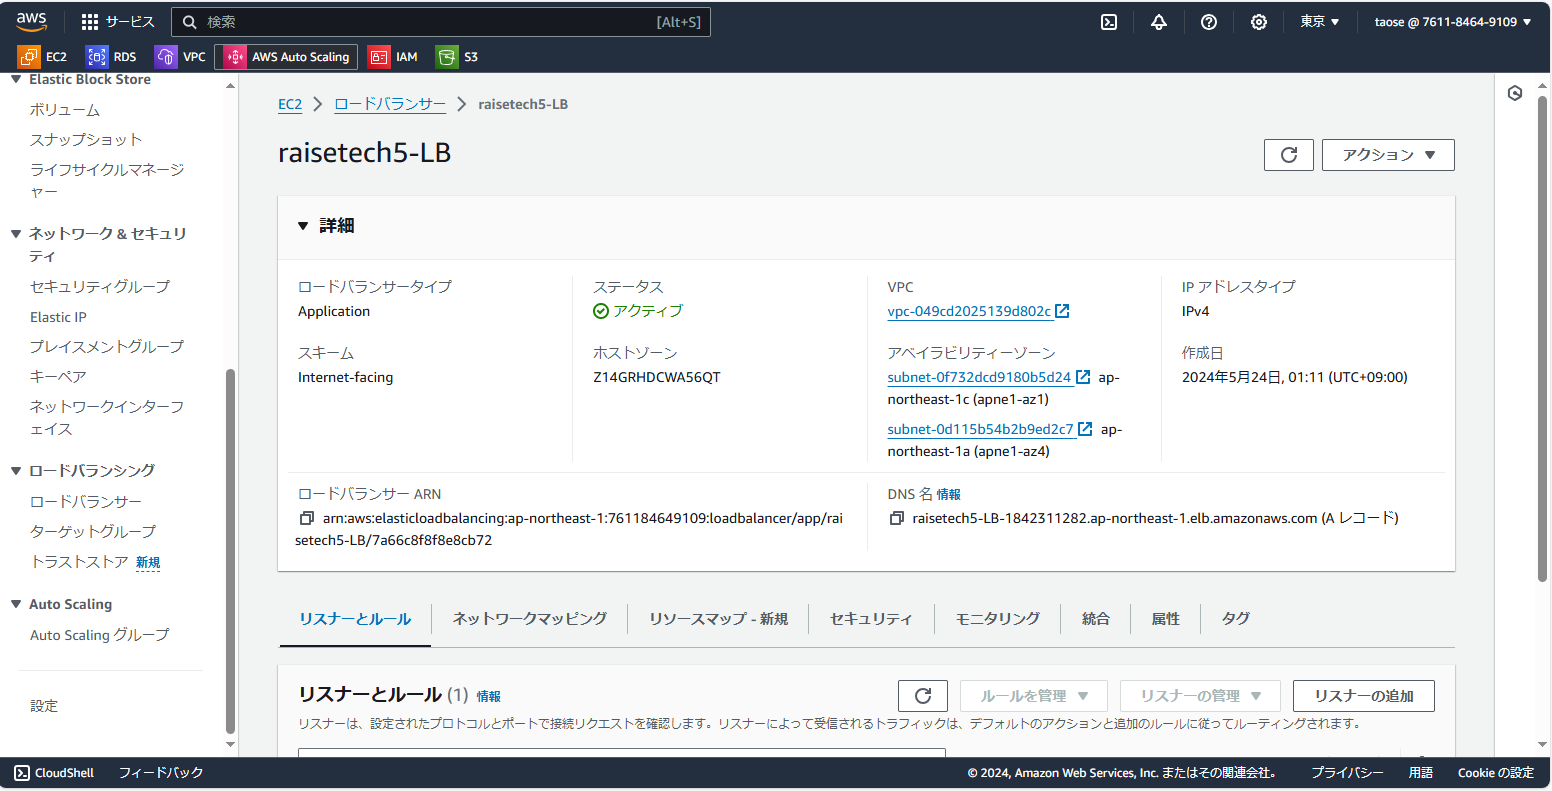 aws
サービス
検索
[Alt+S]
東京 ▼
taose @ 7611-8464-9109 ▼
EC2
RDS
VPC
AWS Auto Scaling
IAM
S3
▼ Elastic Block Store
ボリューム
スナップショット
ライフサイクルマネージ
ャー
▼ ネットワーク & セキュリ
ティ
セキュリティグループ
Elastic IP
プレイスメントグループ
キーペア
ネットワークインターフ
ェイス
▼ ロードバランシング
ロードバランサー
ターゲットグループ
トラストストア 新規
▼ Auto Scaling
Auto Scaling グループ
設定
EC2 > ロードバランサー > raisetech5-LB
raisetech5-LB
アクション ▼
▼ 詳細
ロードバランサータイプ
Application
ステータス
アクティブ
VPC
vpc-049cd2025139d802c
IP アドレスタイプ
IPv4
スキーム
Internet-facing
ホストゾーン
Z14GRHDCWA56QT
アベイラビリティーゾーン
subnet-0f732dcd9180b5d24 ap-
northeast-1c (apne1-az1)
subnet-0d115b54b2b9ed2c7 ap-
northeast-1a (apne1-az4)
作成日
2024年5月24日, 01:11 (UTC+09:00)
ロードバランサー ARN
arn:aws:elasticloadbalancing:ap-northeast-1:761184649109:loadbalancer/app/rai
setech5-LB/7a66c8f8f8e8cb72
DNS 名 情報
raisetech5-LB-1842311282.ap-northeast-1.elb.amazonaws.com (A レコード)
リスナーとルール
ネットワークマッピング
リソースマップ - 新規
セキュリティ
モニタリング
統合
属性
タグ
リスナーとルール (1) 情報
ルールを管理 ▼
リスナーの管理 ▼
リスナーの追加
リスナーは、設定されたプロトコルとポートで接続リクエストを確認します。リスナーによって受信されるトラフィックは、デフォルトのアクションと追加のルールに従ってルーティングされます。
CloudShell
フィードバック
© 2024, Amazon Web Services, Inc. またはその関連会社。
プライバシー
用語
Cookie の設定